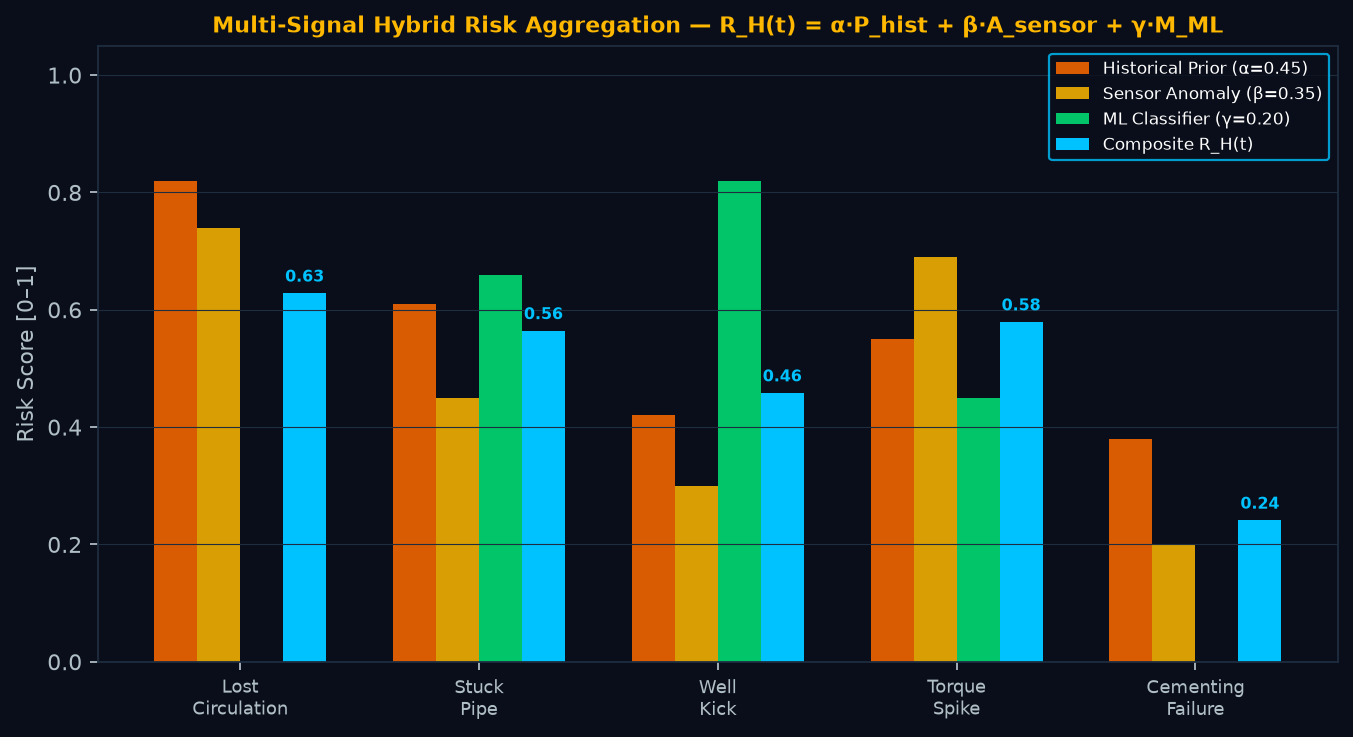 Multi-Signal Hybrid Risk Aggregation — R_H(t) = α·P_hist + β·A_sensor + γ·M_ML
Historical Prior (α=0.45)
Sensor Anomaly (β=0.35)
ML Classifier (γ=0.20)
Composite R_H(t)
Risk Score [0–1]
1.0
0.8
0.6
0.4
0.2
0.0
0.63
0.56
0.46
0.58
0.24
Lost
Circulation
Stuck
Pipe
Well
Kick
Torque
Spike
Cementing
Failure